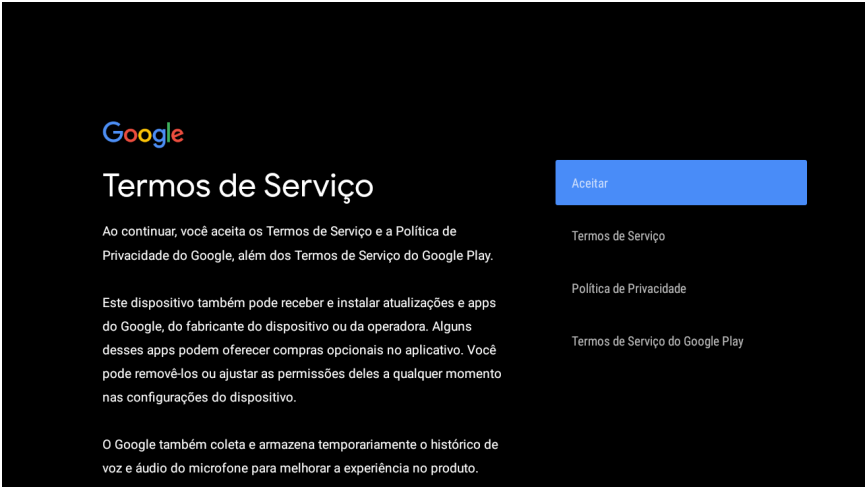 Google
Termos de Serviço
Ao continuar, você aceita os Termos de Serviço e a Política de
Privacidade do Google, além dos Termos de Serviço do Google Play.
Este dispositivo também pode receber e instalar atualizações e apps
do Google, do fabricante do dispositivo ou da operadora. Alguns
desses apps podem oferecer compras opcionais no aplicativo. Você
pode removê-los ou ajustar as permissões deles a qualquer momento
nas configurações do dispositivo.
O Google também coleta e armazena temporariamente o histórico de
voz e áudio do microfone para melhorar a experiência no produto.
Aceitar
Termos de Serviço
Política de Privacidade
Termos de Serviço do Google Play